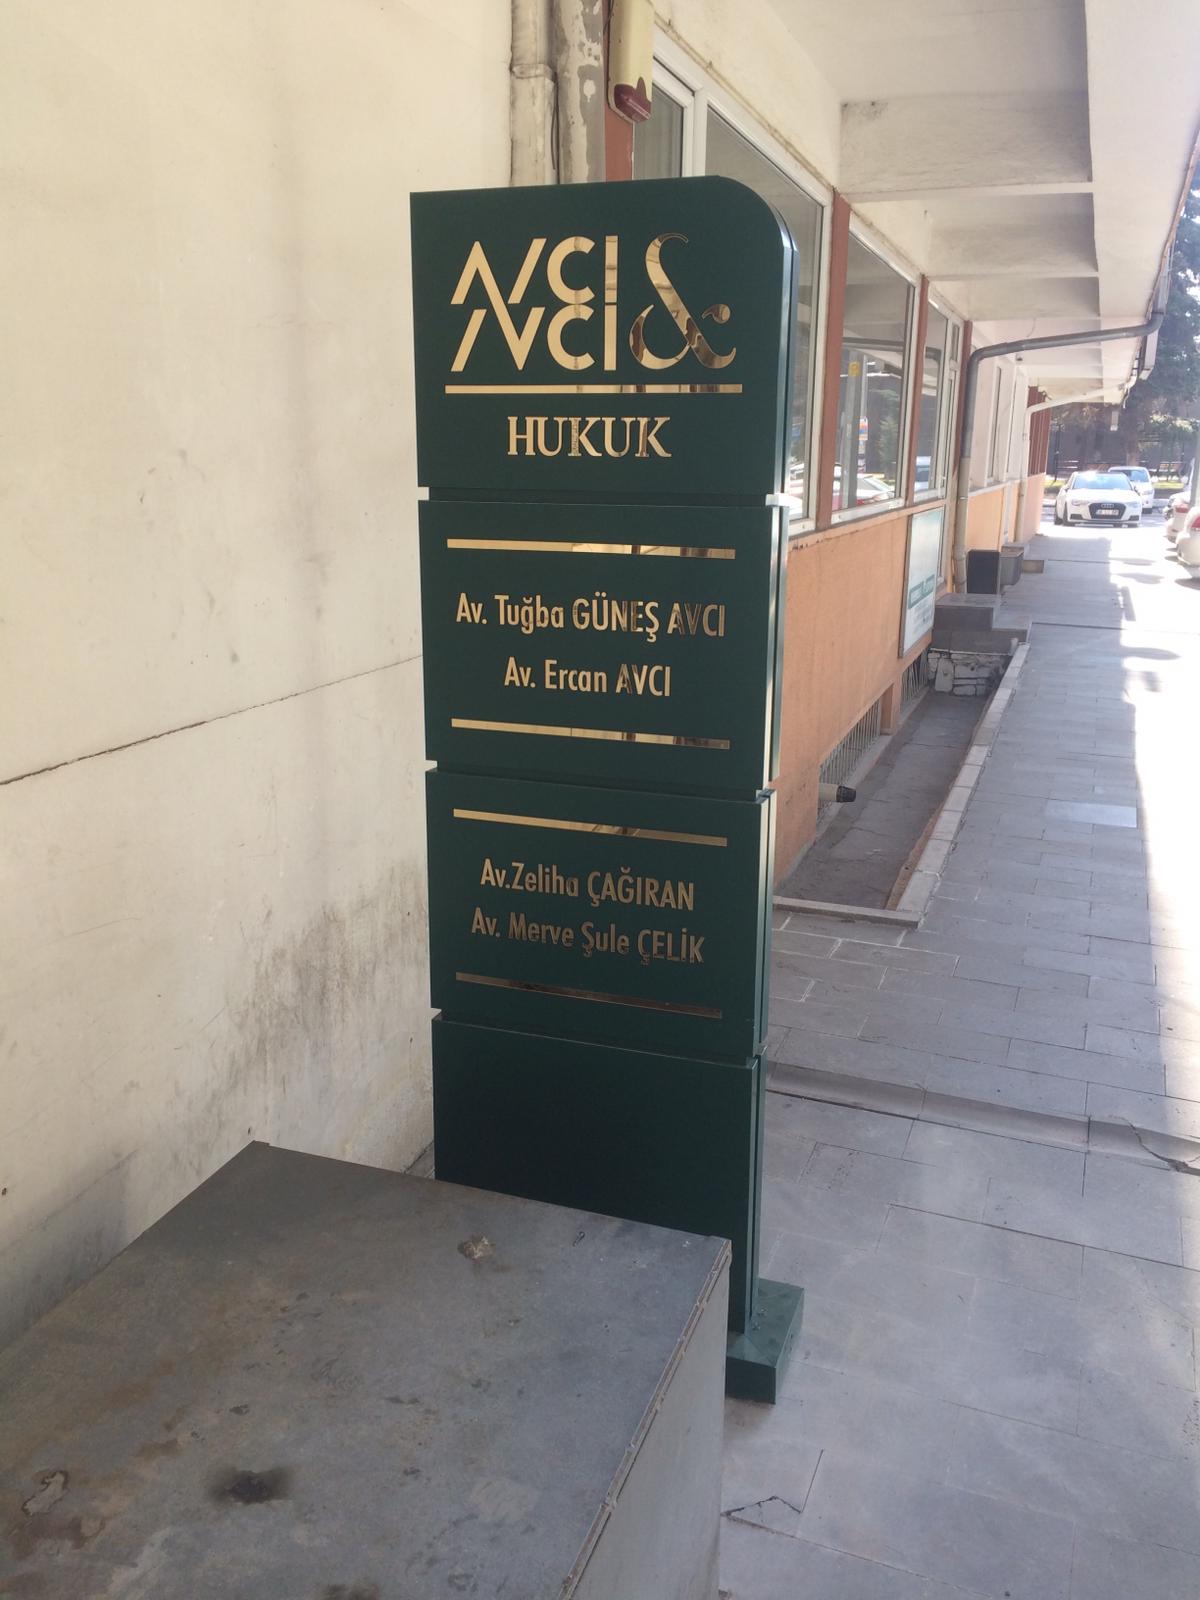 AVCI
AVCI &
HUKUK
Av. Tuğba GÜNEŞ AVCI
Av. Ercan AVCI
Av.Zeliha ÇAĞIRAN
Av. Merve Şule ÇELİK